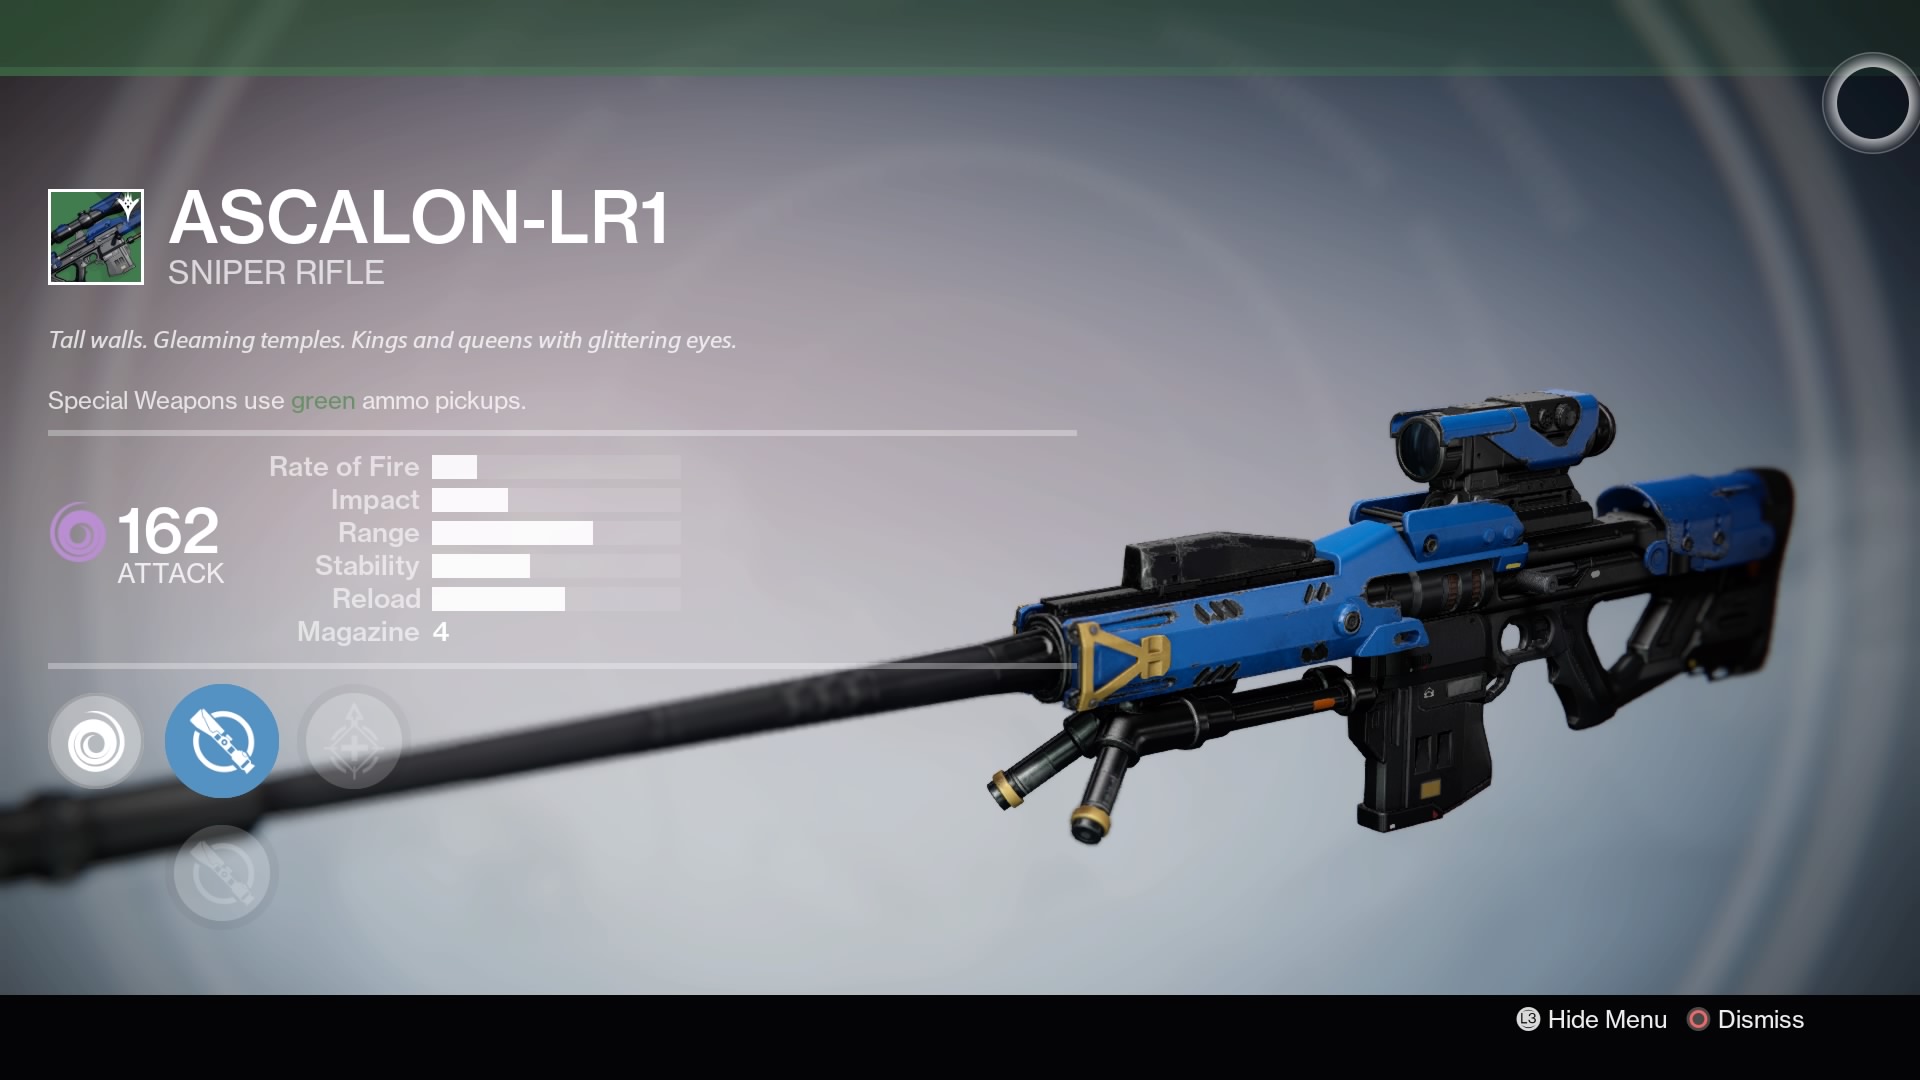 ASCALON-LR1
SNIPER RIFLE
Tall walls. Gleaming temples. Kings and queens with glittering eyes.
Special Weapons use green ammo pickups.
162
ATTACK
Rate of Fire
Impact
Range
Stability
Reload
Magazine 4
L3 Hide Menu Dismiss